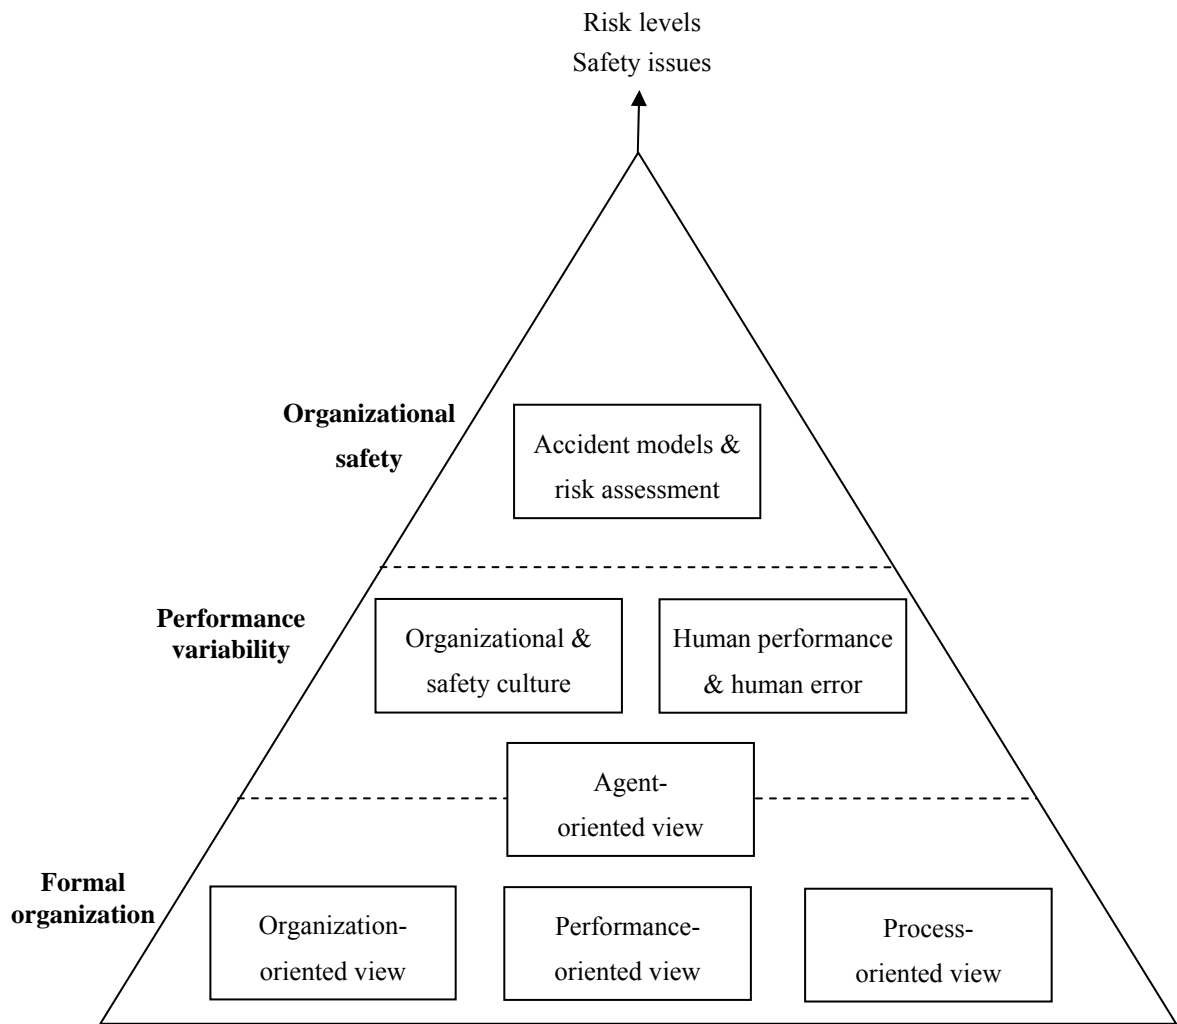 Risk levels
Safety issues
Organizational
safety
Accident models &
risk assessment
Performance
variability
Organizational &
safety culture
Human performance
& human error
Agent-
oriented view
Formal
organization
Organization-
oriented view
Performance-
oriented view
Process-
oriented view